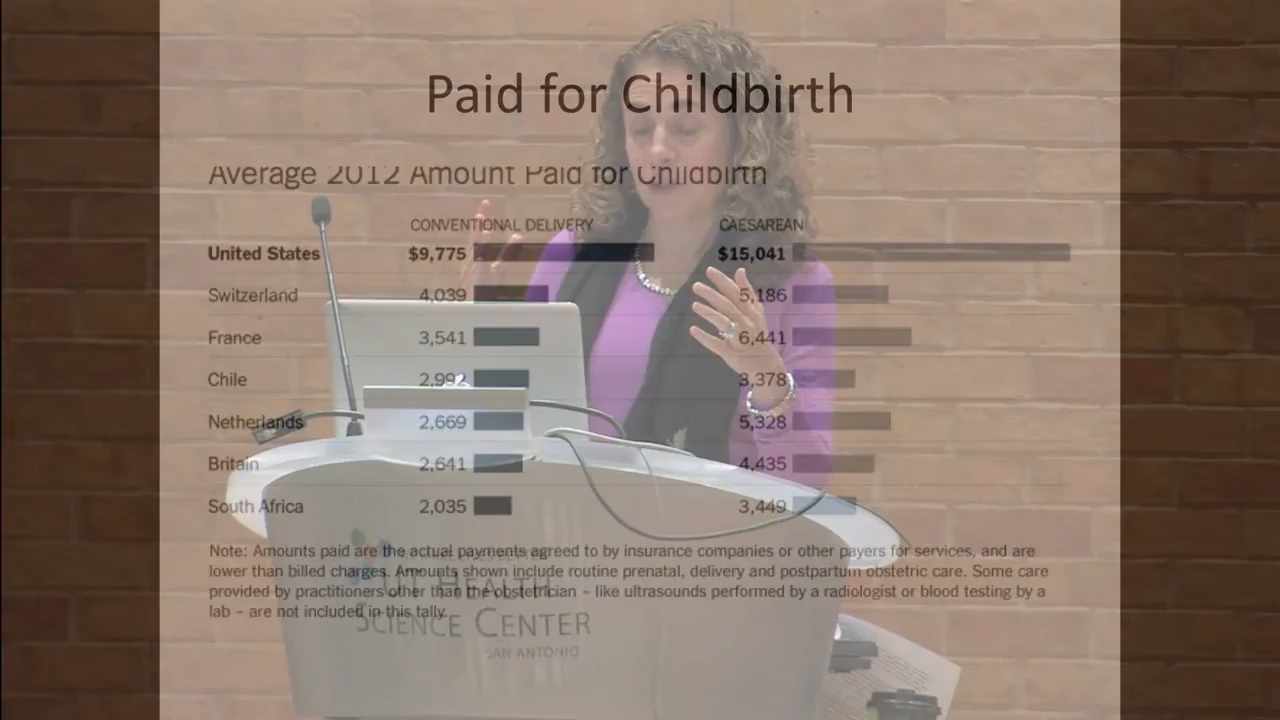 Paid for Childbirth
Average 2012 Amount Paid for Childbirth
CONVENTIONAL DELIVERY CAESAREAN
United States $9,775 $15,041
Switzerland 4,039 5,186
France 3,541 6,441
Chile 2,992 3,378
Netherlands 2,669 5,328
Britain 2,641 4,435
South Africa 2,035 3,449
Note: Amounts paid are the actual payments agreed to by insurance companies or other payers for services, and are
lower than billed charges. Amounts shown include routine prenatal, delivery and postpartum obstetric care. Some care
provided by practitioners other than the obstetrician – like ultrasounds performed by a radiologist or blood testing by a
lab – are not included in this tally.
UT HEALTH
SCIENCE CENTER
SAN ANTONIO